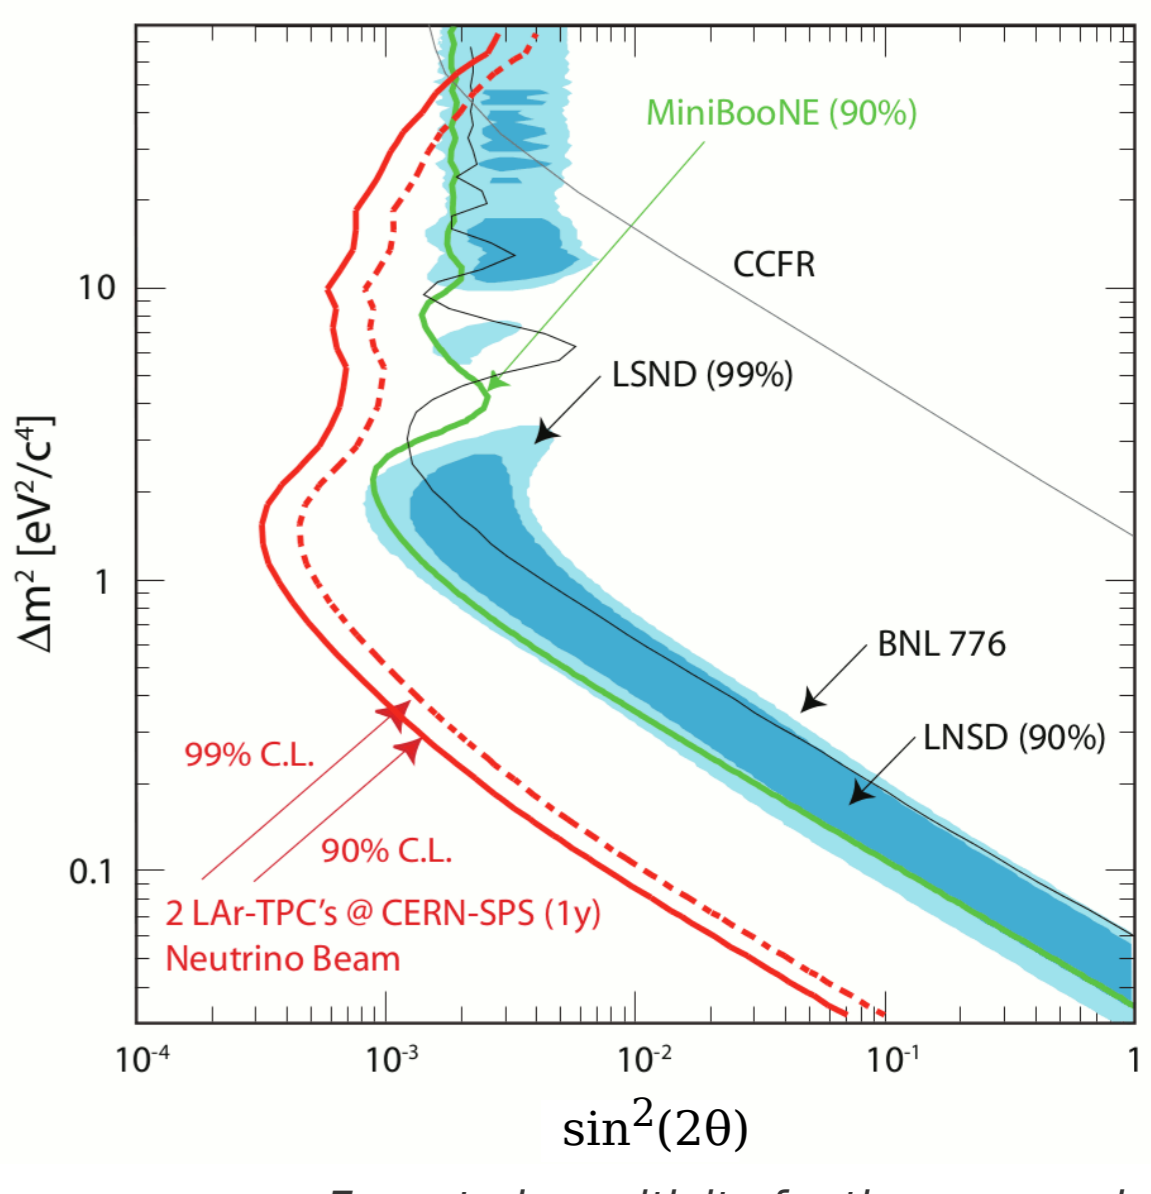 MiniBooNE (90%)
CCFR
10
LSND (99%)
Δm² [eV²/c⁴]
1
BNL 776
LNSD (90%)
99% C.L.
90% C.L.
0.1
2 LAr-TPC’s @ CERN-SPS (1y)
Neutrino Beam
10⁻⁴ 10⁻³ 10⁻² 10⁻¹ 1
sin²(2θ)